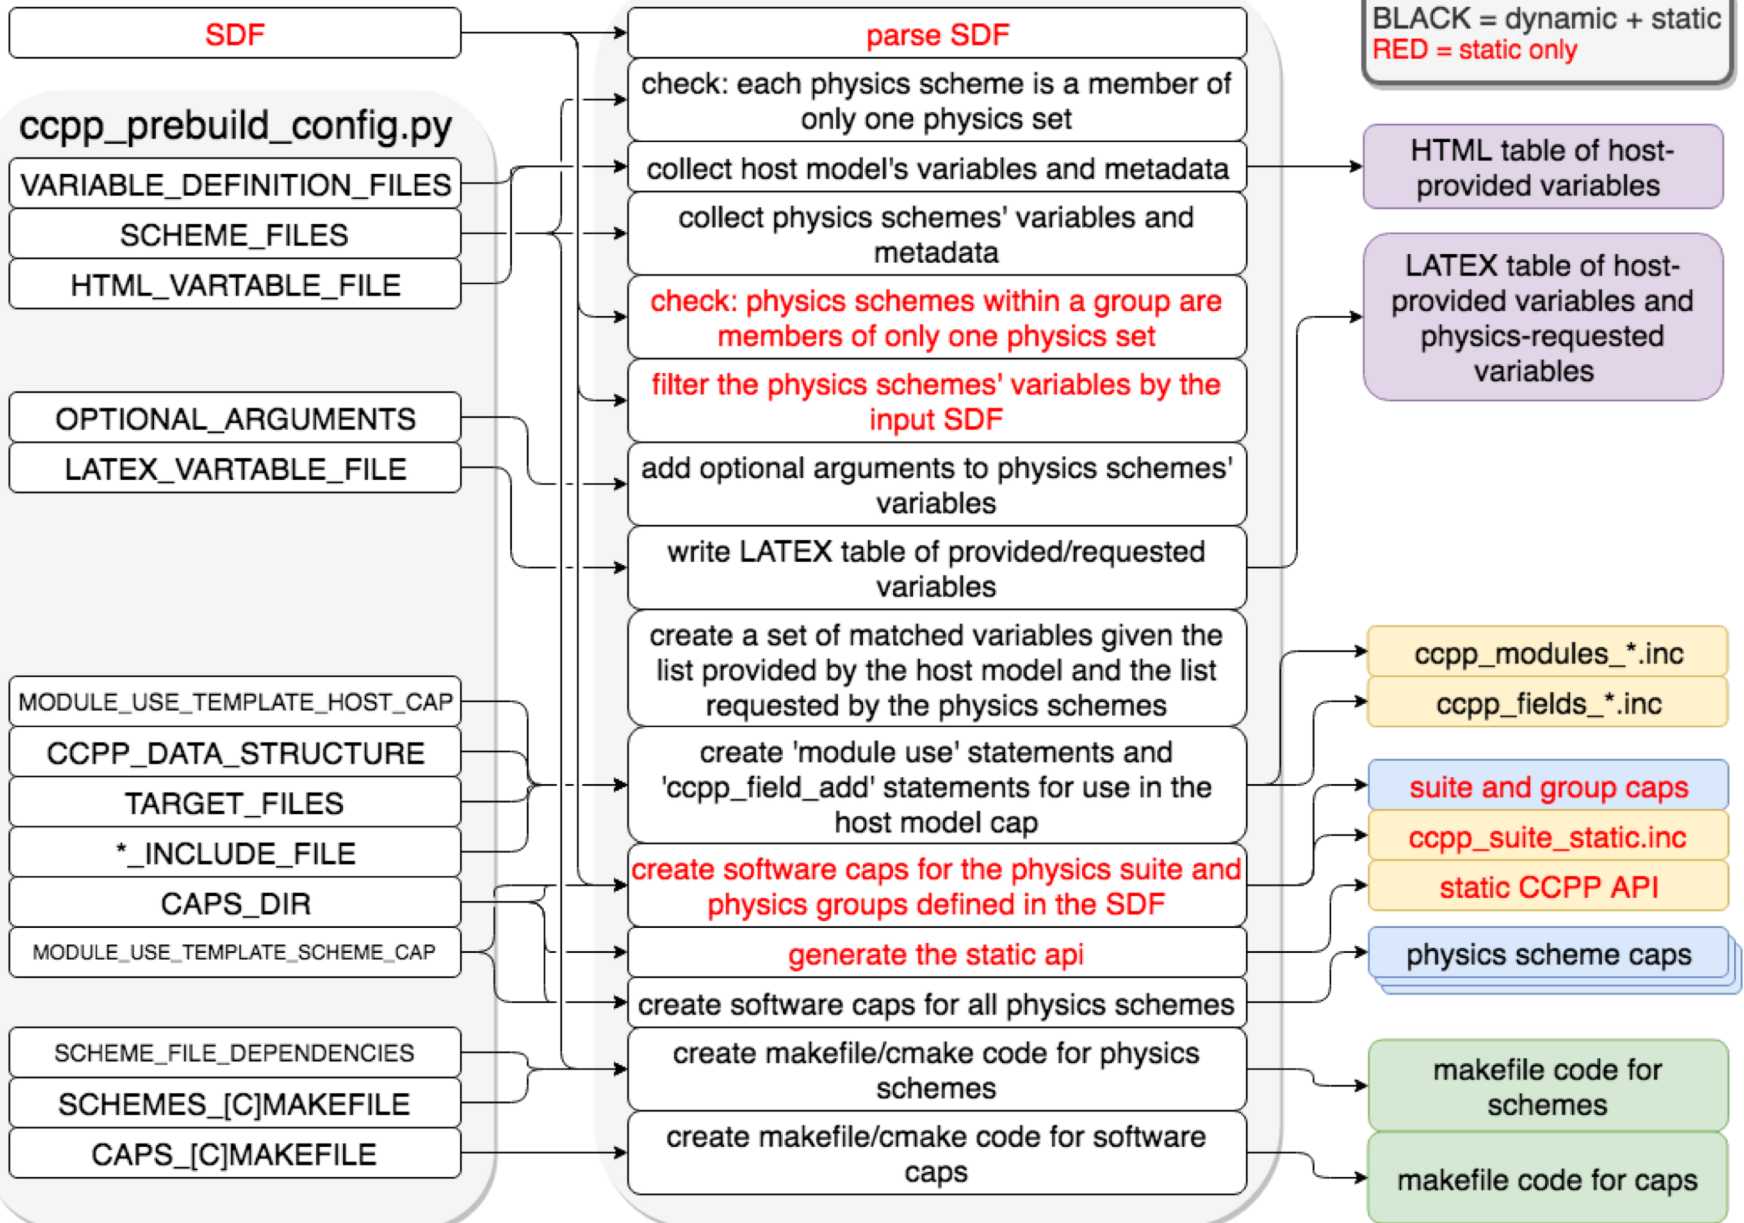 SDF
ccpp_prebuild_config.py
VARIABLE_DEFINITION_FILES
SCHEME_FILES
HTML_VARTABLE_FILE
OPTIONAL_ARGUMENTS
LATEX_VARTABLE_FILE
MODULE_USE_TEMPLATE_HOST_CAP
CCPP_DATA_STRUCTURE
TARGET_FILES
*_INCLUDE_FILE
CAPS_DIR
MODULE_USE_TEMPLATE_SCHEME_CAP
SCHEME_FILE_DEPENDENCIES
SCHEMES_[C]MAKEFILE
CAPS_[C]MAKEFILE
parse SDF
check: each physics scheme is a member of
only one physics set
collect host model's variables and metadata
collect physics schemes' variables and
metadata
check: physics schemes within a group are
members of only one physics set
filter the physics schemes' variables by the
input SDF
add optional arguments to physics schemes'
variables
write LATEX table of provided/requested
variables
create a set of matched variables given the
list provided by the host model and the list
requested by the physics schemes
create 'module use' statements and
'ccpp_field_add' statements for use in the
host model cap
create software caps for the physics suite and
physics groups defined in the SDF
generate the static api
create software caps for all physics schemes
create makefile/cmake code for physics
schemes
create makefile/cmake code for software
caps
BLACK = dynamic + static
RED = static only
HTML table of host-
provided variables
LATEX table of host-
provided variables and
physics-requested
variables
ccpp_modules_*.inc
ccpp_fields_*.inc
suite and group caps
ccpp_suite_static.inc
static CCPP API
physics scheme caps
makefile code for
schemes
makefile code for caps